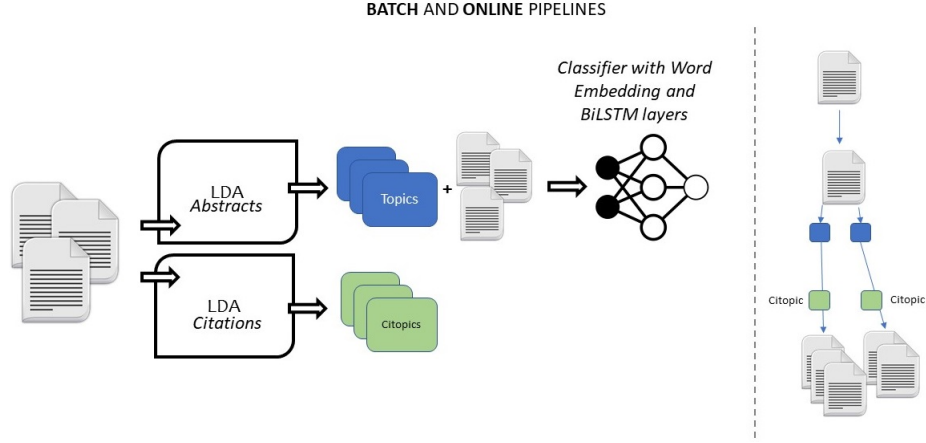 BATCH AND ONLINE PIPELINES
Classifier with Word
Embedding and
BiLSTM layers
LDA
Abstracts
Topics
+
LDA
Citations
Citopics
Citopic
Citopic